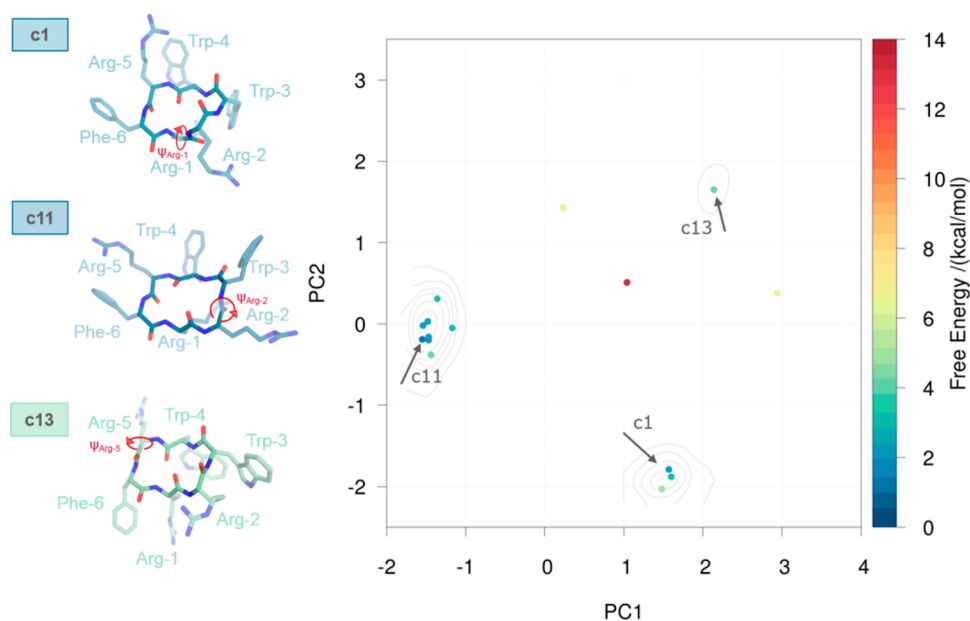 c1
Trp-4
Arg-5
Trp-3
Phe-6
ΨArg-1
Arg-1
Arg-2
c11
Trp-4
Arg-5
Trp-3
ΨArg-2
Arg-2
Phe-6
Arg-1
c13
Arg-5
Trp-4
ΨArg-5
Trp-3
Phe-6
Arg-2
Arg-1
3
2
1
0
-1
-2
PC2
c13
c11
c1
-2
-1
0
1
2
3
4
PC1
14
12
10
8
6
4
2
0
Free Energy /(kcal/mol)